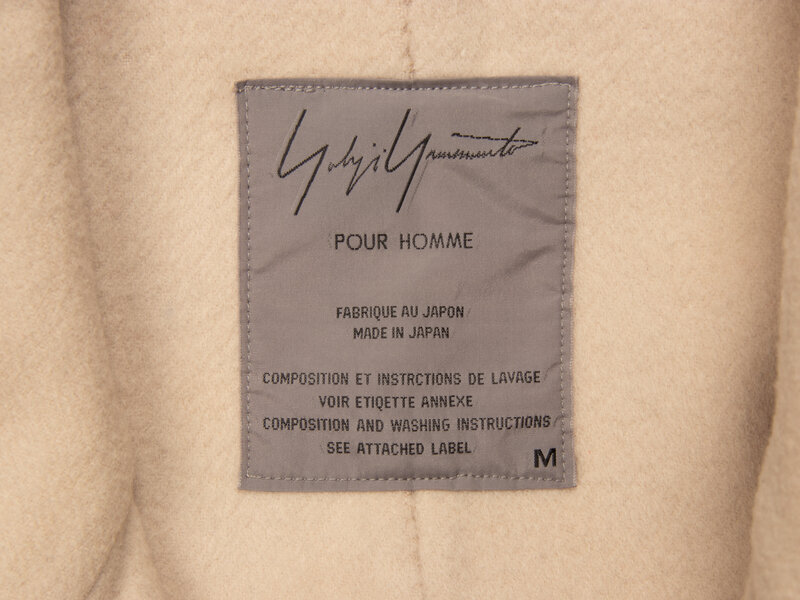 Yohji Yamamoto
POUR HOMME
FABRIQUE AU JAPON
MADE IN JAPAN
COMPOSITION ET INSTRCTIONS DE LAVAGE
VOIR ETIQETTE ANNEXE
COMPOSITION AND WASHING INSTRUCTIONS
SEE ATTACHED LABEL
M